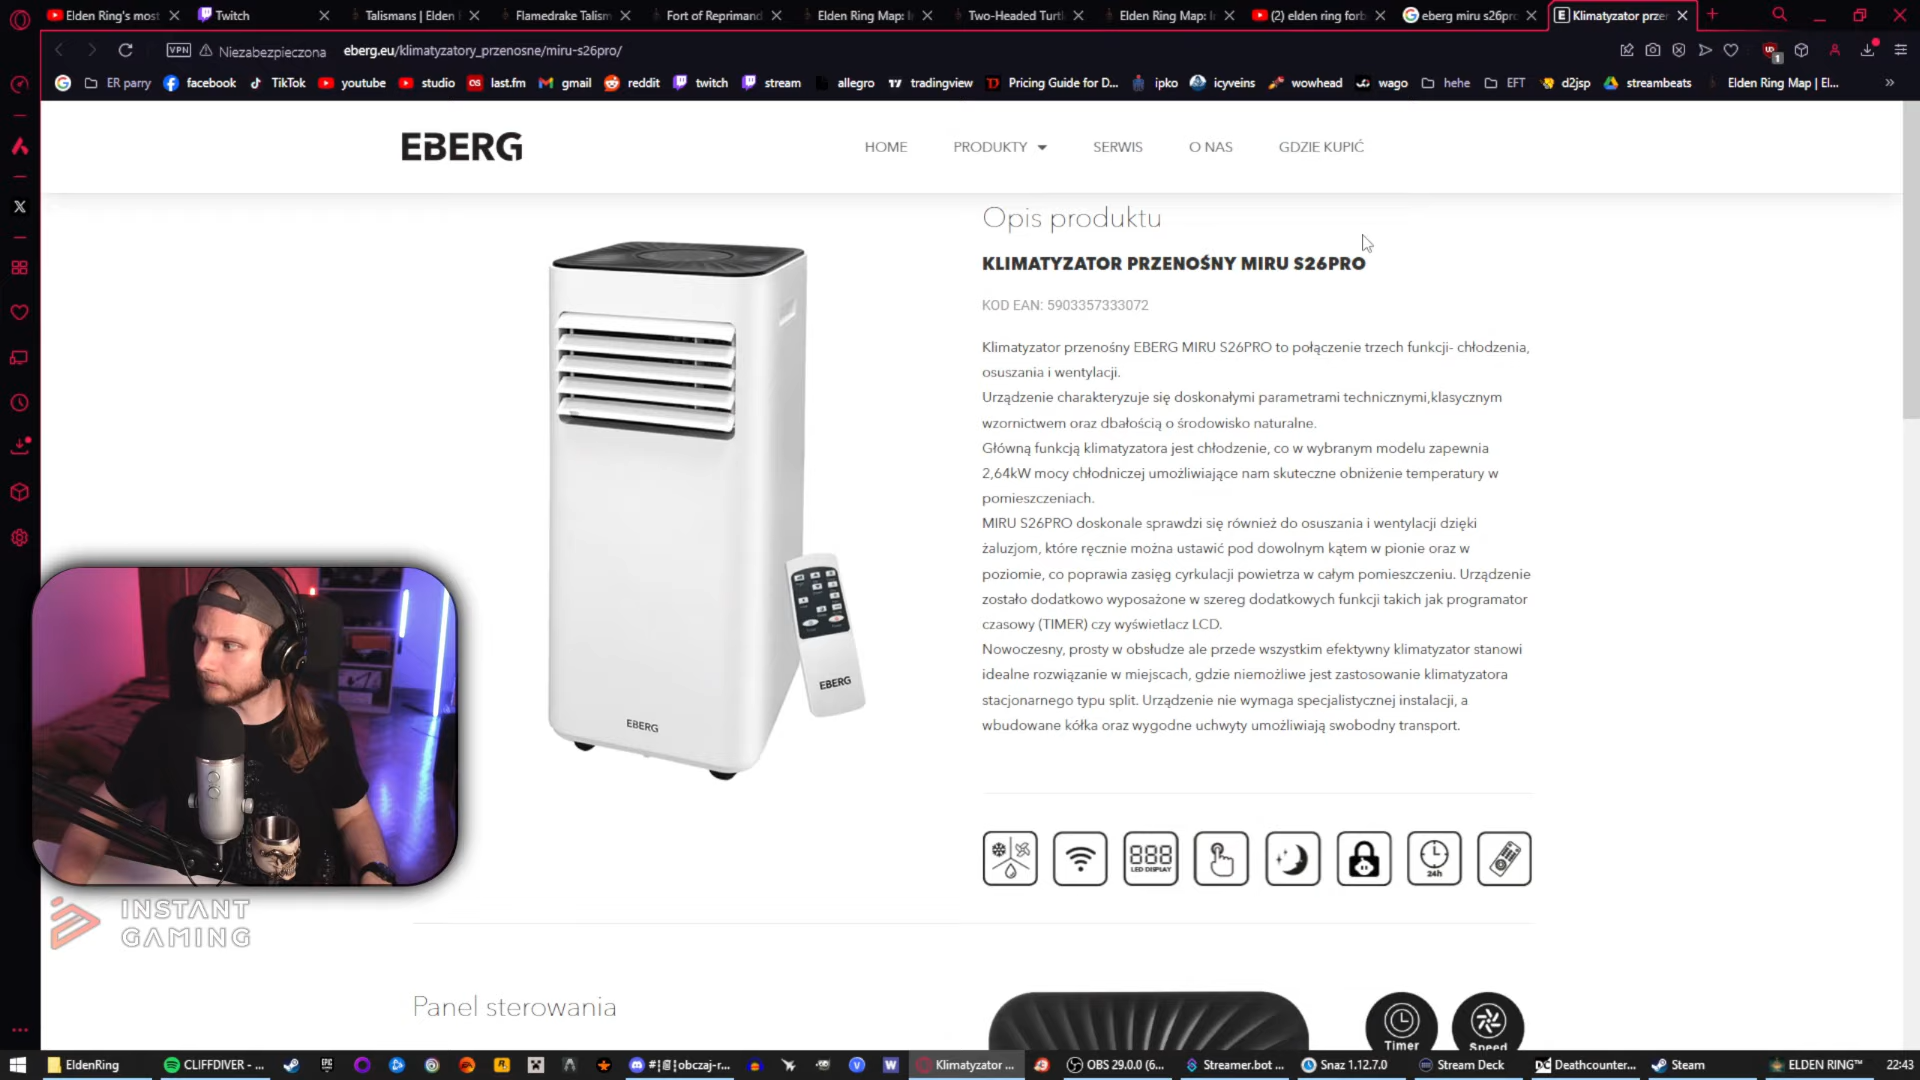 Elden Ring's most
Twitch
Talismans | Elden
Flamedrake Talism
Fort of Reprimand
Elden Ring Map: I
Two-Headed Turt
Elden Ring Map: I
(2) elden ring forb
eberg miru s26pro
Klimatyzator prze
VPN
Niezabezpieczona
eberg.eu/klimatyzatory_przenosne/miru-s26pro/
ER parry
facebook
TikTok
youtube
studio
last.fm
gmail
reddit
twitch
stream
allegro
tradingview
Pricing Guide for D...
ipko
icyveins
wowhead
wago
hehe
EFT
d2jsp
streambeats
Elden Ring Map | El...
EBERG
HOME
PRODUKTY
SERWIS
O NAS
GDZIE KUPIĆ
Opis produktu
KLIMATYZATOR PRZENOŚNY MIRU S26PRO
KOD EAN: 5903357333072
Klimatyzator przenośny EBERG MIRU S26PRO to połączenie trzech funkcji- chłodzenia,
osuszania i wentylacji.
Urządzenie charakteryzuje się doskonałymi parametrami technicznymi,klasycznym
wzornictwem oraz dbałością o środowisko naturalne.
Główną funkcją klimatyzatora jest chłodzenie, co w wybranym modelu zapewnia
2,64kW mocy chłodniczej umożliwiające nam skuteczne obniżenie temperatury w
pomieszczeniach.
MIRU S26PRO doskonale sprawdzi się również do osuszania i wentylacji dzięki
żaluzjom, które ręcznie można ustawić pod dowolnym kątem w pionie oraz w
poziomie, co poprawia zasięg cyrkulacji powietrza w całym pomieszczeniu. Urządzenie
zostało dodatkowo wyposażone w szereg dodatkowych funkcji takich jak programator
czasowy (TIMER) czy wyświetlacz LCD.
Nowoczesny, prosty w obsłudze ale przede wszystkim efektywny klimatyzator stanowi
idealne rozwiązanie w miejscach, gdzie niemożliwe jest zastosowanie klimatyzatora
stacjonarnego typu split. Urządzenie nie wymaga specjalistycznej instalacji, a
wbudowane kółka oraz wygodne uchwyty umożliwiają swobodny transport.
EBERG
EBERG
LED DISPLAY
24h
INSTANT
GAMING
Panel sterowania
Timer
Speed
EldenRing
CLIFFDIVER - ...
#¦@¦obczaj-r...
Klimatyzator ...
OBS 29.0.0 (6...
Streamer.bot ...
Snaz 1.12.7.0
Stream Deck
Deathcounter...
Steam
ELDEN RING™
22:43